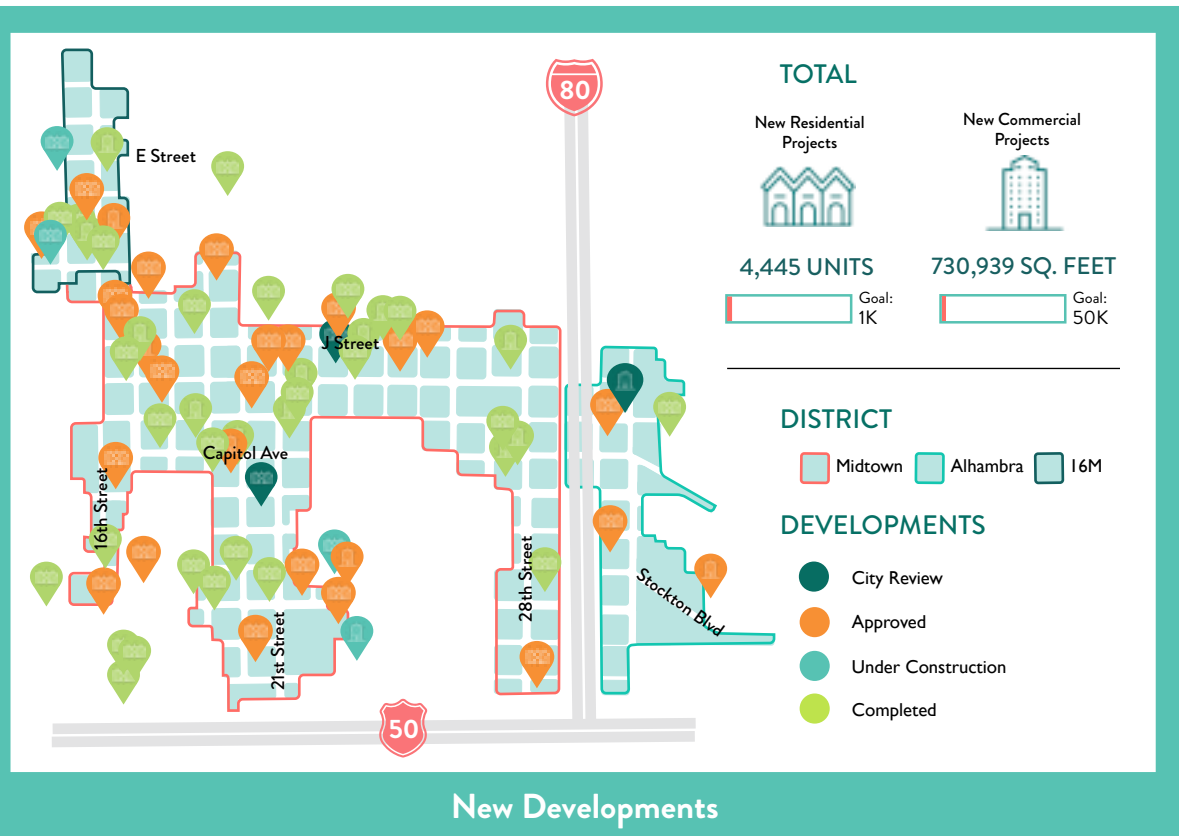 80
E Street
J Street
Capitol Ave
16th Street
28th Street
21st Street
Stockton Blvd
50
TOTAL
New Residential
Projects
New Commercial
Projects
4,445 UNITS
730,939 SQ. FEET
Goal:
1K
Goal:
50K
DISTRICT
Midtown
Alhambra
16M
DEVELOPMENTS
City Review
Approved
Under Construction
Completed
New Developments